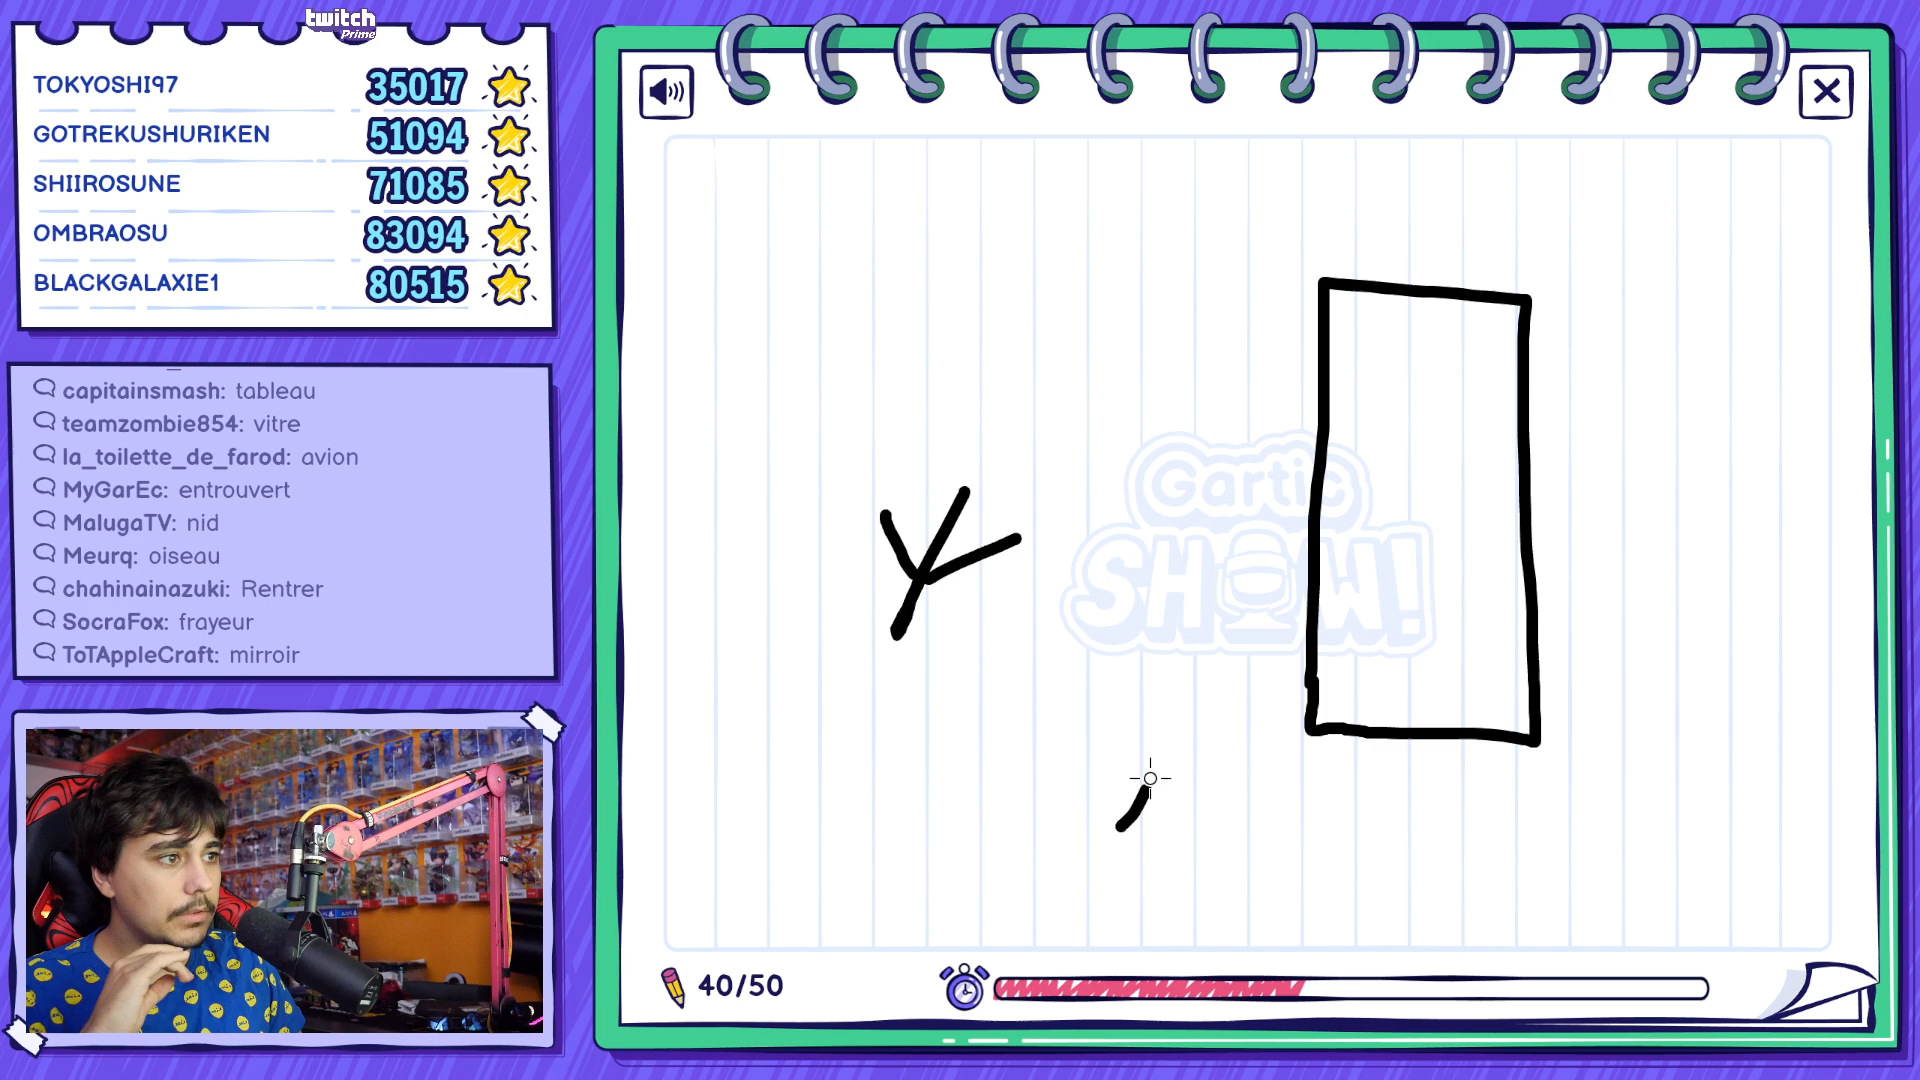 twitch
Prime
TOKYOSHI97 35017
GOTREKUSHURIKEN 51094
SHIIROSUNE 71085
OMBRAOSU 83094
BLACKGALAXIE1 80515
capitainsmash: tableau
teamzombie854: vitre
la_toilette_de_farod: avion
MyGarEc: entrouvert
MalugaTV: nid
Meurq: oiseau
chahinainazuki: Rentrer
SocraFox: frayeur
ToTAppleCraft: mirroir
Gartic
SHOW!
40/50